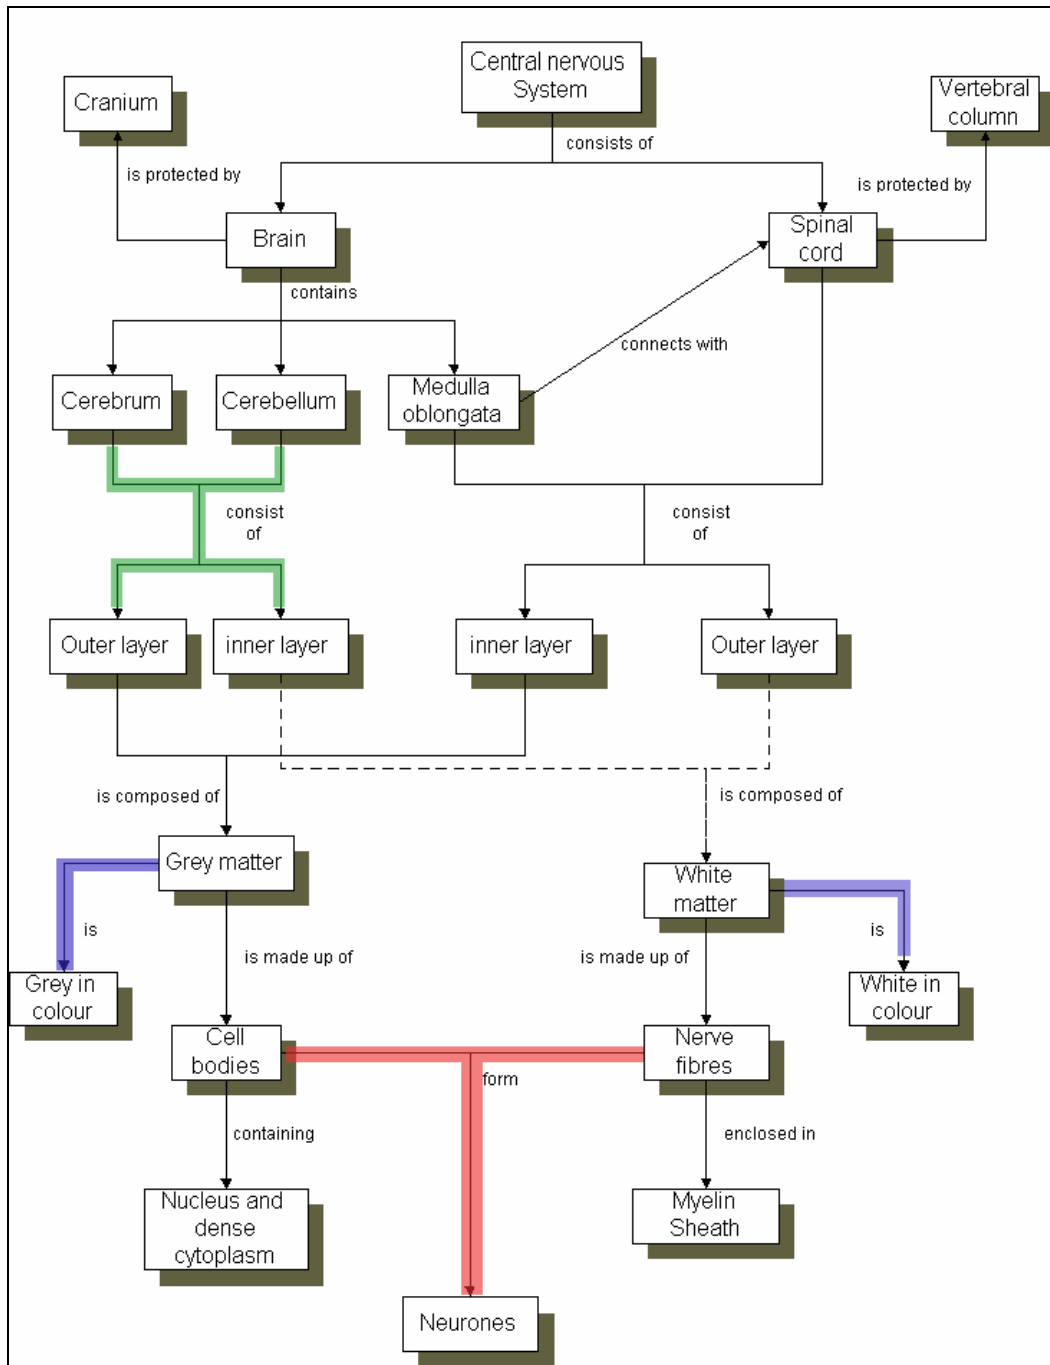 Central nervous
System
Cranium
Vertebral
column
consists of
is protected by
is protected by
Brain
Spinal
cord
contains
connects with
Cerebrum
Cerebellum
Medulla
oblongata
consist
of
consist
of
Outer layer
inner layer
inner layer
Outer layer
is composed of
is composed of
Grey matter
White
matter
is
is
is made up of
is made up of
Grey in
colour
White in
colour
Cell
bodies
Nerve
fibres
form
containing
enclosed in
Nucleus and
dense
cytoplasm
Myelin
Sheath
Neurones